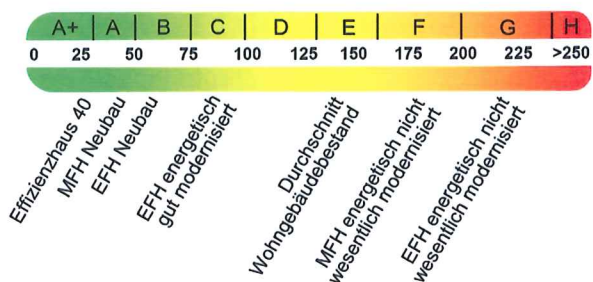 A+ A B C D E F G H
0 25 50 75 100 125 150 175 200 225 >250
Effizienzhaus 40
MFH Neubau
EFH Neubau
EFH energetisch
gut modernisiert
Durchschnitt
Wohngebäudebestand
MFH energetisch nicht
wesentlich modernisiert
EFH energetisch nicht
wesentlich modernisiert